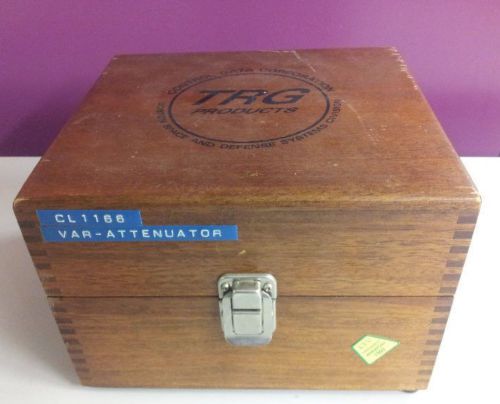 CONTROL DATA CORPORATION
TRG
PRODUCTS
SPACE AND DEFENSE SYSTEMS DIVISION
CL1166
VAR-ATTENUATOR